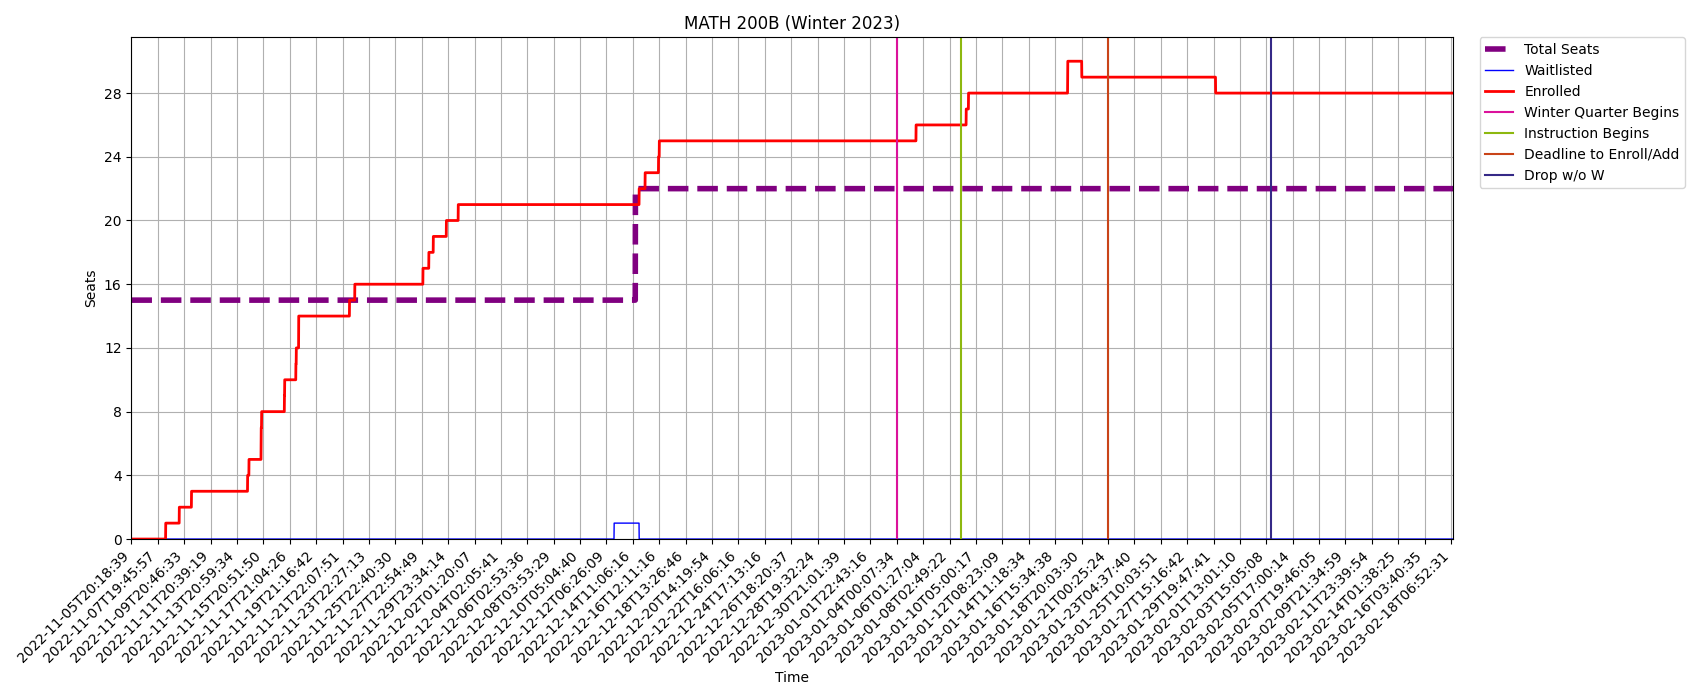 MATH 200B (Winter 2023)
Total Seats
Waitlisted
Enrolled
Winter Quarter Begins
Instruction Begins
Deadline to Enroll/Add
Drop w/o W
Seats
28
24
20
16
12
8
4
0
2022-11-05T20:18:39
2022-11-07T19:45:57
2022-11-09T20:46:33
2022-11-11T20:39:19
2022-11-13T20:59:34
2022-11-15T20:51:50
2022-11-17T21:04:26
2022-11-19T21:16:42
2022-11-21T22:07:51
2022-11-23T22:27:13
2022-11-25T22:40:30
2022-11-27T22:54:49
2022-11-29T23:34:14
2022-12-02T01:20:07
2022-12-04T02:05:41
2022-12-06T02:53:36
2022-12-08T03:53:29
2022-12-10T05:04:40
2022-12-12T06:26:09
2022-12-14T11:06:16
2022-12-16T12:11:16
2022-12-18T13:26:46
2022-12-20T14:19:54
2022-12-22T16:06:16
2022-12-24T17:13:16
2022-12-26T18:20:37
2022-12-28T19:32:24
2022-12-30T21:01:39
2023-01-01T22:43:16
2023-01-04T00:07:34
2023-01-06T01:27:04
2023-01-08T02:49:22
2023-01-10T05:00:17
2023-01-12T08:23:09
2023-01-14T11:18:34
2023-01-16T15:34:38
2023-01-18T20:03:30
2023-01-21T00:25:24
2023-01-23T04:37:40
2023-01-25T10:03:51
2023-01-27T15:16:42
2023-01-29T19:47:41
2023-02-01T13:01:10
2023-02-03T15:05:08
2023-02-05T17:00:14
2023-02-07T19:46:05
2023-02-09T21:34:59
2023-02-11T23:39:54
2023-02-14T01:38:25
2023-02-16T03:40:35
2023-02-18T06:52:31
Time